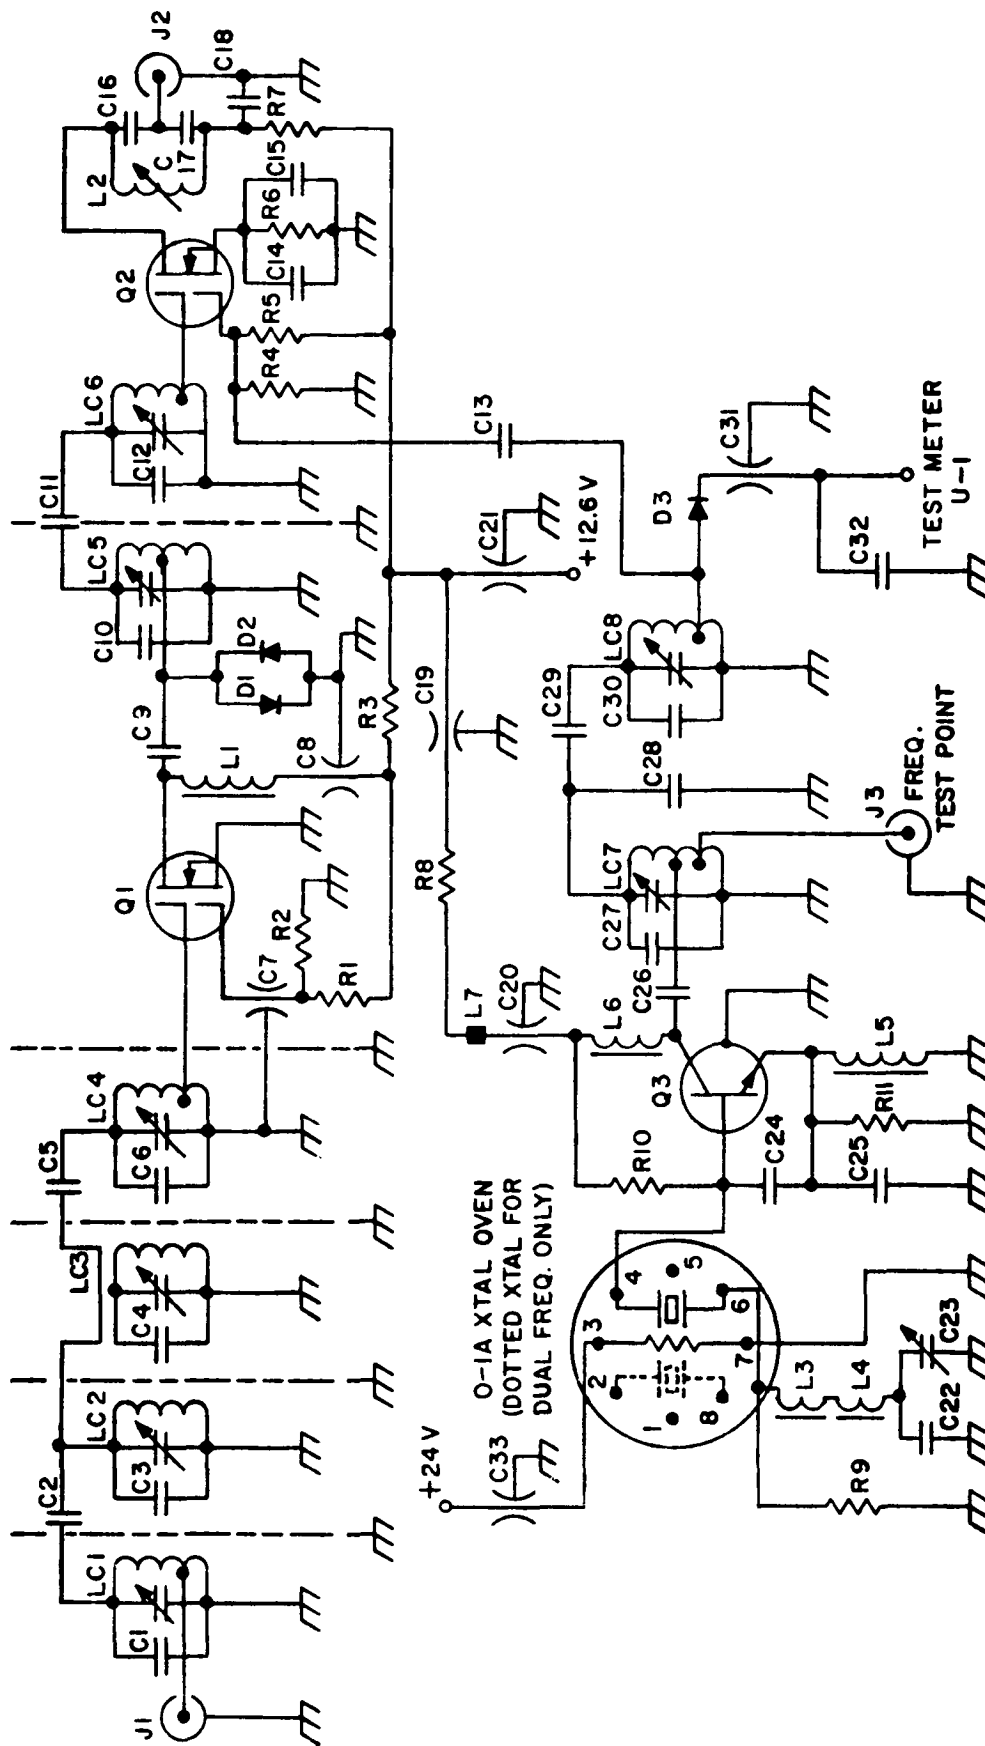 J1
C1
LC1
C2
C3
LC2
C4
LC3
C5
C6
LC4
Q1
C7
R2
R1
L1
C9
C8
D1
D2
R3
C10
LC5
C11
C12
LC6
Q2
R4
R5
C14
R6
C15
L2
C16
C
17
J2
C18
R7
+24V
C33
O-1A XTAL OVEN
(DOTTED XTAL FOR
DUAL FREQ. ONLY)
1
2
3
4
5
6
7
8
R9
L3
L4
C22
C23
R10
C24
C25
R11
L5
Q3
L6
L7
C20
R8
C19
C21
+12.6V
C26
C27
LC7
C28
C29
C30
LC8
J3
FREQ.
TEST POINT
C13
D3
C31
C32
TEST METER
U-1